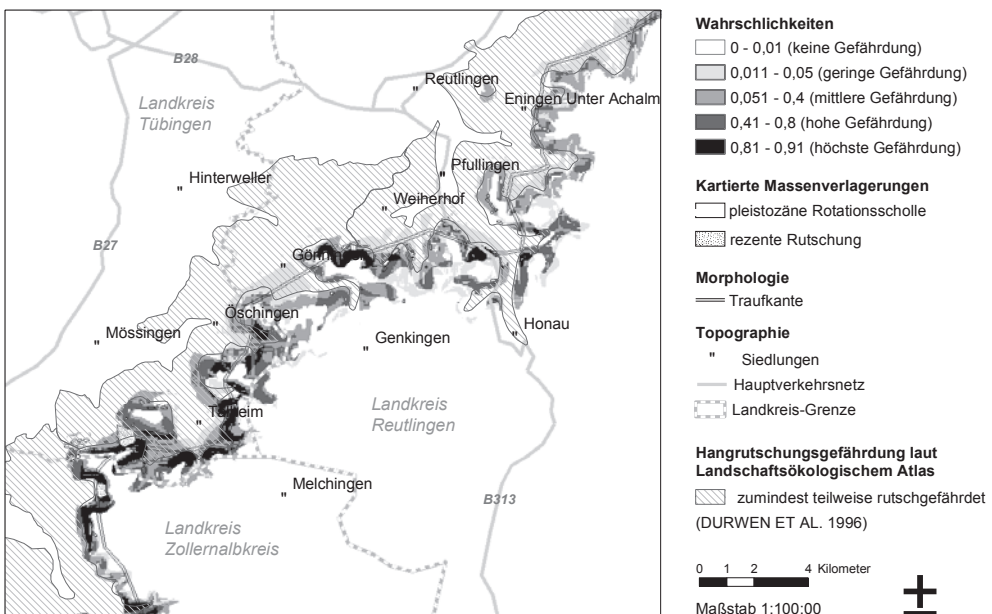 B28
Reutlingen
Eningen Unter Achalm
Landkreis
Tübingen
Pfullingen
Hinterweller
Weiherhof
B27
Öschingen
Mössingen
Honau
Genkingen
Landkreis
Reutlingen
Melchingen
B313
Landkreis
Zollernalbkreis
Wahrschlichkeiten
0 - 0,01 (keine Gefährdung)
0,011 - 0,05 (geringe Gefährdung)
0,051 - 0,4 (mittlere Gefährdung)
0,41 - 0,8 (hohe Gefährdung)
0,81 - 0,91 (höchste Gefährdung)
Kartierte Massenverlagerungen
pleistozäne Rotationsscholle
rezente Rutschung
Morphologie
Traufkante
Topographie
" Siedlungen
Hauptverkehrsnetz
Landkreis-Grenze
Hangrutschungsgefährdung laut
Landschaftsökologischem Atlas
zumindest teilweise rutschgefährdet
(DURWEN ET AL. 1996)
0 1 2 4 Kilometer
Maßstab 1:100:00